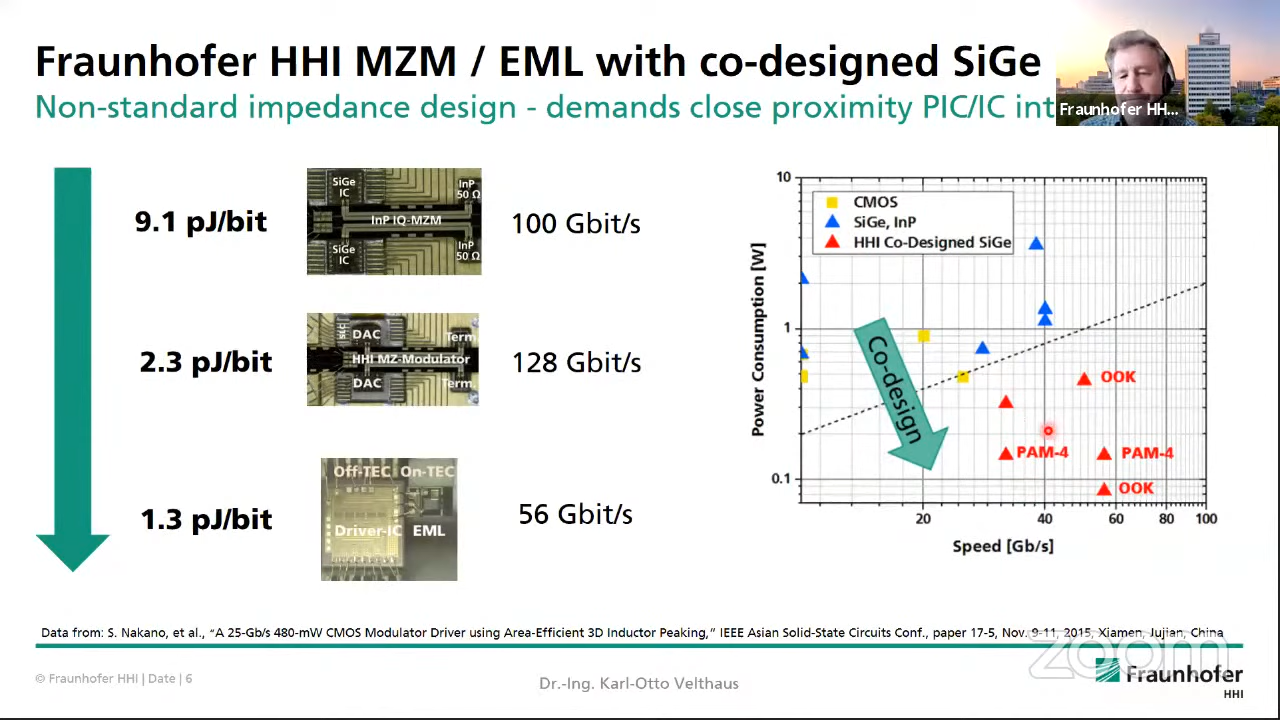 Fraunhofer HHI MZM / EML with co-designed SiGe
Non-standard impedance design - demands close proximity PIC/IC int
Fraunhofer HH...
9.1 pJ/bit
SiGe
IC
InP
50 Ω
InP IQ-MZM
SiGe
IC
InP
50 Ω
100 Gbit/s
2.3 pJ/bit
DAC
Term.
HHI MZ-Modulator
DAC
Term.
128 Gbit/s
1.3 pJ/bit
Off-TEC On-TEC
Driver-IC EML
56 Gbit/s
10
1
0.1
Power Consumption [W]
CMOS
SiGe, InP
HHI Co-Designed SiGe
Co-design
OOK
PAM-4
PAM-4
OOK
20 40 60 80 100
Speed [Gb/s]
Data from: S. Nakano, et al., "A 25-Gb/s 480-mW CMOS Modulator Driver using Area-Efficient 3D Inductor Peaking," IEEE Asian Solid-State Circuits Conf., paper 17-5, Nov. 9-11, 2015, Xiamen, Jujian, China
zoom
© Fraunhofer HHI | Date | 6
Dr.-Ing. Karl-Otto Velthaus
Fraunhofer
HHI